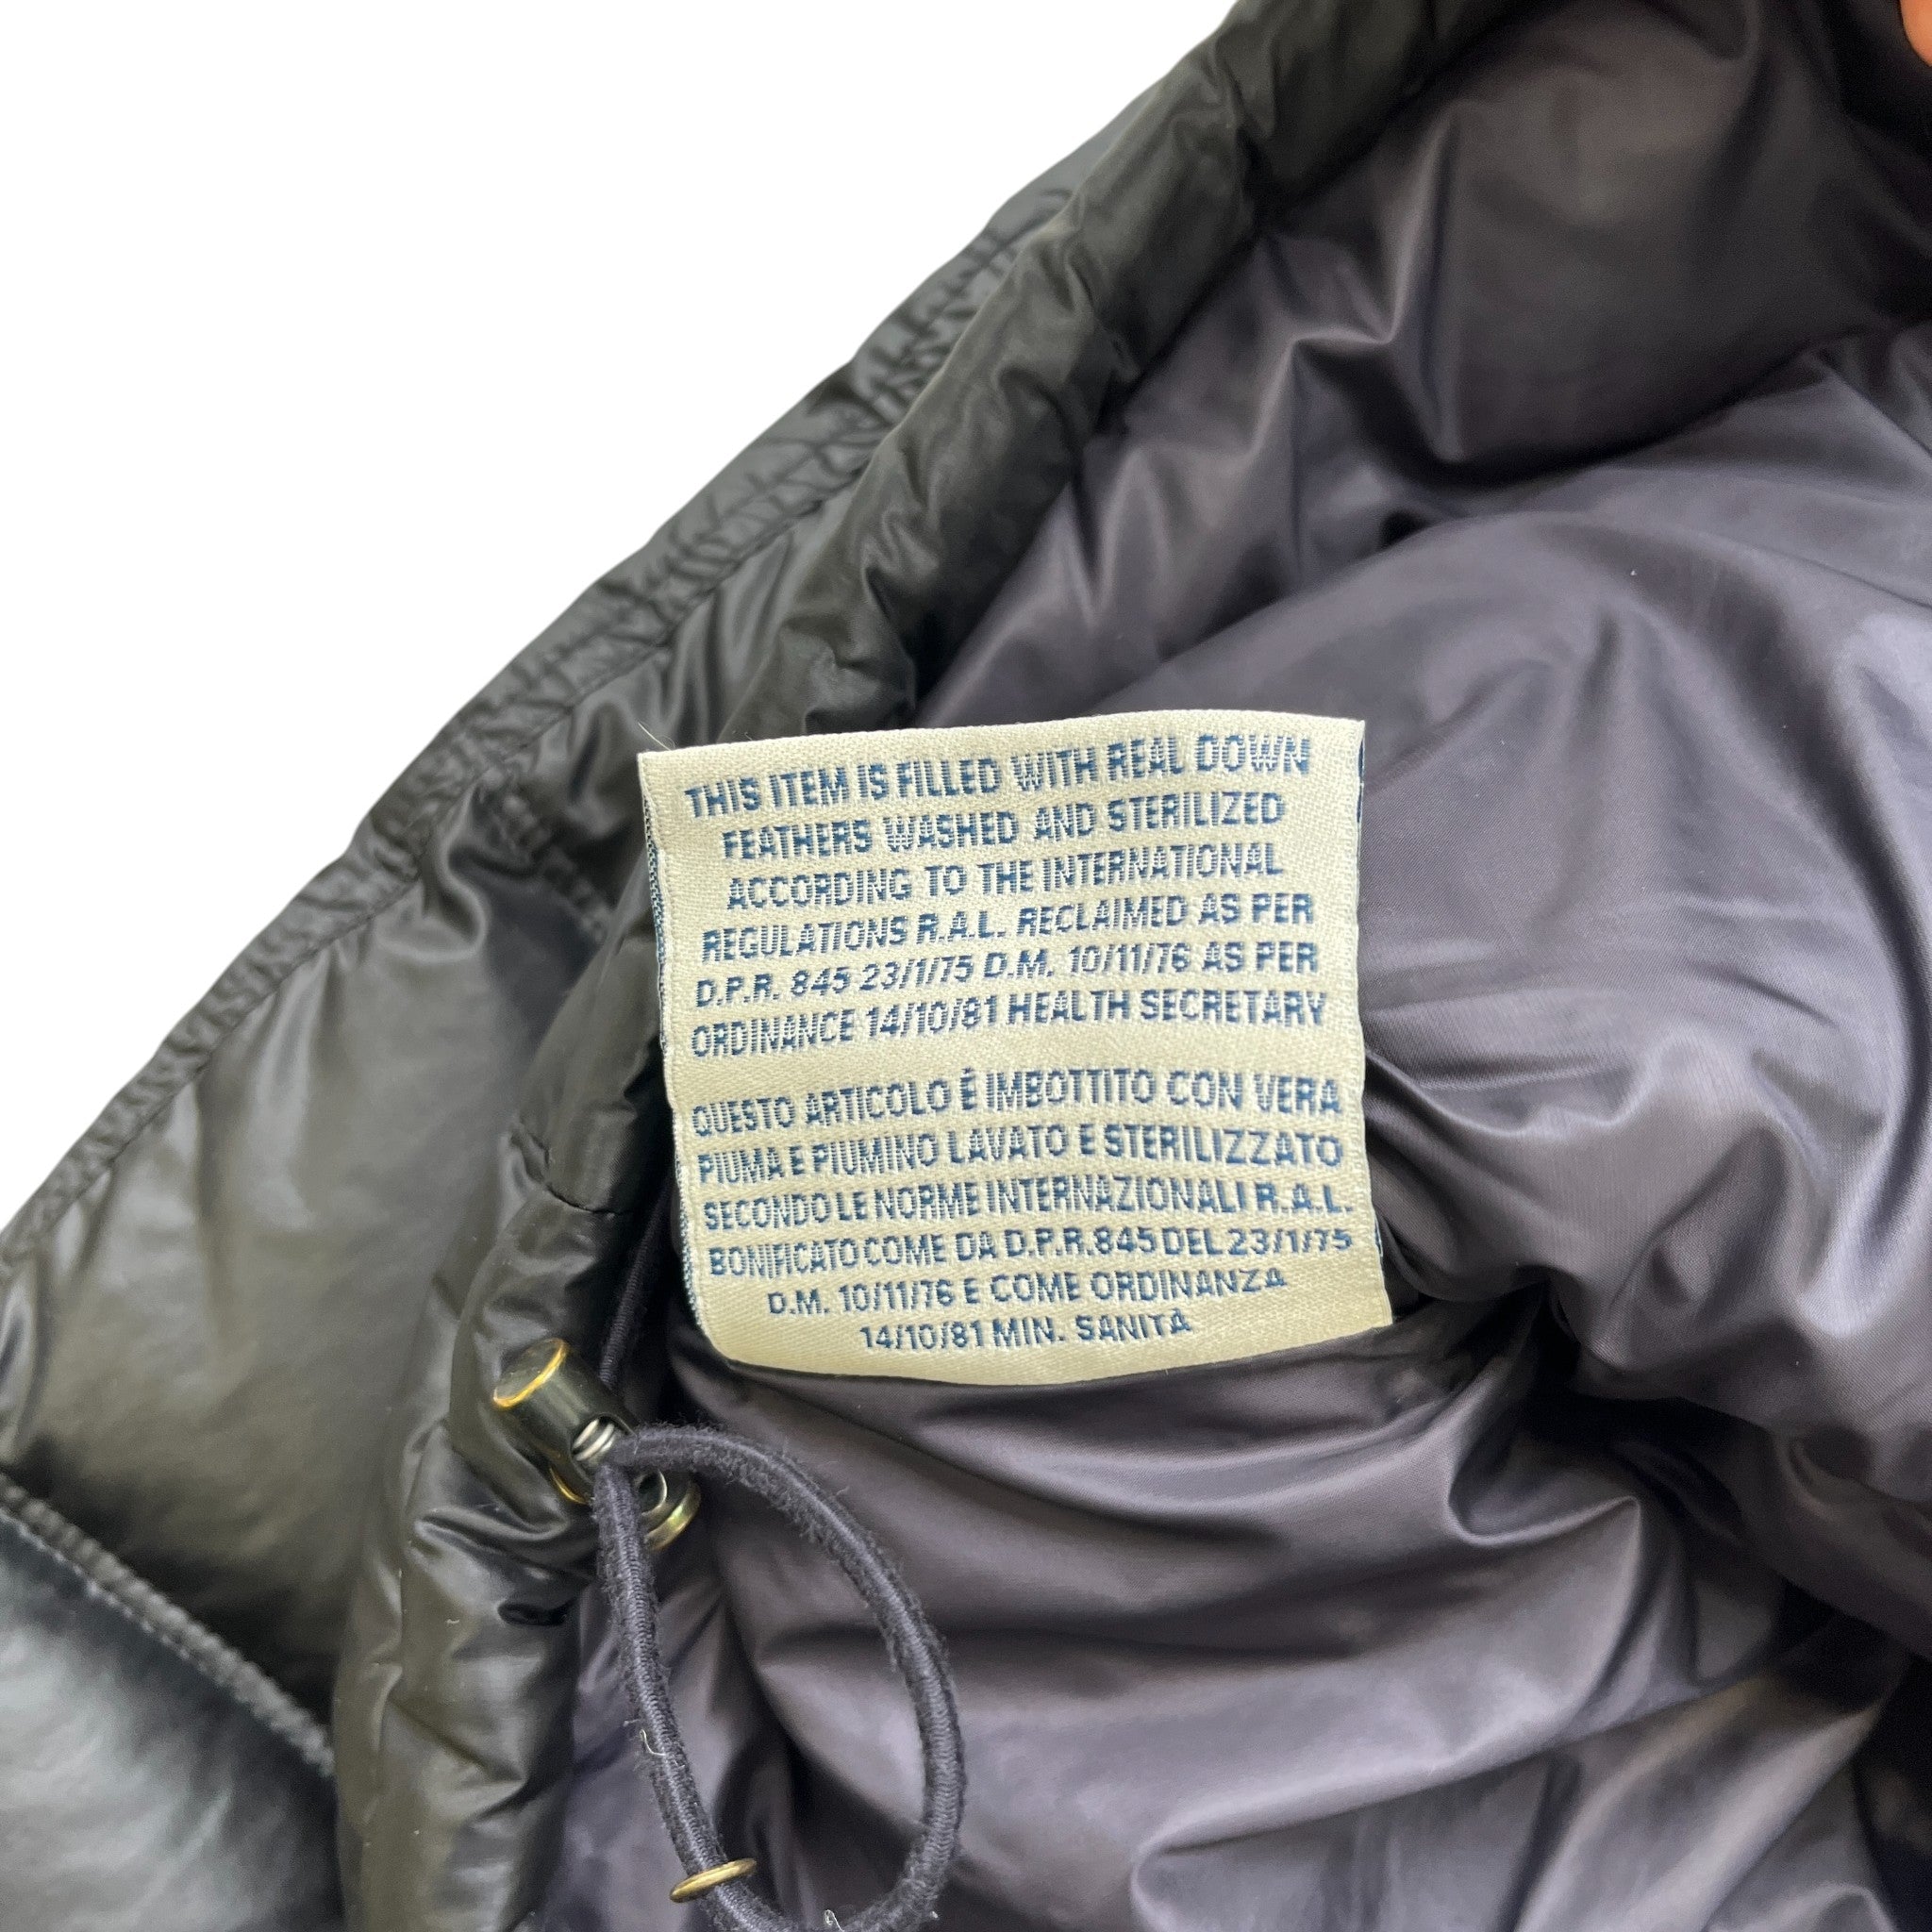 THIS ITEM IS FILLED WITH REAL DOWN
FEATHERS WASHED AND STERILIZED
ACCORDING TO THE INTERNATIONAL
REGULATIONS R.A.L. RECLAIMED AS PER
D.P.R. 845 23/1/75 D.M. 10/11/76 AS PER
ORDINANCE 14/10/81 HEALTH SECRETARY
QUESTO ARTICOLO É IMBOTTITO CON VERA
PIUMA E PIUMINO LAVATO E STERILIZZATO
SECONDO LE NORME INTERNAZIONALI R.A.L.
BONIFICATO COME DA D.P.R. 845 DEL 23/1/75
D.M. 10/11/76 E COME ORDINANZA
14/10/81 MIN. SANITÀ